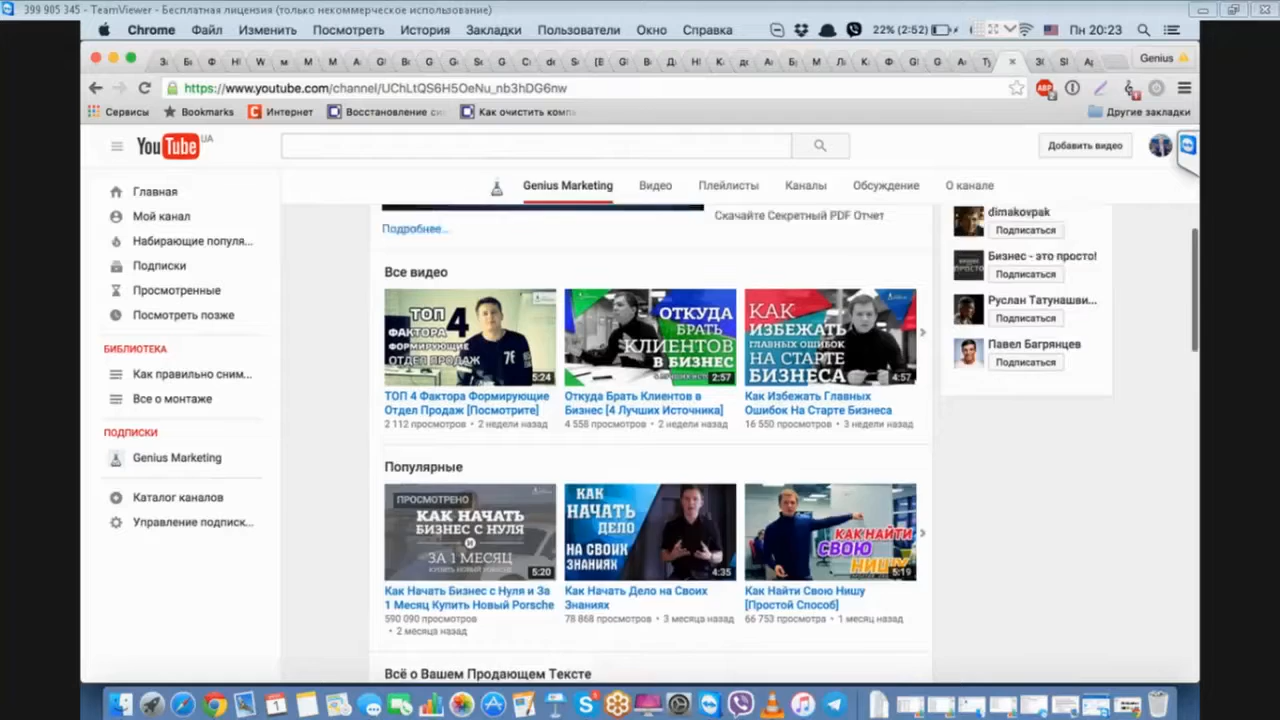 399 905 345 - TeamViewer - Бесплатная лицензия (только некоммерческое использование)
Chrome Файл Изменить Посмотреть История Закладки Пользователи Окно Справка 22% (2:52) Пн 20:23
Genius
https://www.youtube.com/channel/UChLtQS6H5OeNu_nb3hDG6nw
ABP
Сервисы Bookmarks Интернет Восстановление Как очистить Другие закладки
YouTube UA
Добавить видео
Genius Marketing Видео Плейлисты Каналы Обсуждение О канале
Главная
Мой канал
Набирающие популя...
Подписки
Просмотренные
Посмотреть позже
БИБЛИОТЕКА
Как правильно сним...
Все о монтаже
ПОДПИСКИ
Genius Marketing
Каталог каналов
Управление подписк...
Скачайте Секретный PDF Отчет
Подробнее...
Все видео
ТОП 4 ФАКТОРА ФОРМИРУЮЩИЕ ОТДЕЛ ПРОДАЖ
5:24
ОТКУДА БРАТЬ КЛИЕНТОВ В БИЗНЕС
2:57
КАК ИЗБЕЖАТЬ ГЛАВНЫХ ОШИБОК НА СТАРТЕ БИЗНЕСА
4:57
ТОП 4 Фактора Формирующие
Отдел Продаж [Посмотрите]
2 112 просмотров • 2 недели назад
Откуда Брать Клиентов в
Бизнес [4 Лучших Источника]
4 558 просмотров • 2 недели назад
Как Избежать Главных
Ошибок На Старте Бизнеса
16 550 просмотров • 3 недели назад
Популярные
ПРОСМОТРЕНО
КАК НАЧАТЬ
БИЗНЕС С НУЛЯ
И
ЗА 1 МЕСЯЦ
КУПИТЬ НОВЫЙ PORSCHE
5:20
КАК
НАЧАТЬ
ДЕЛО
НА СВОИХ
ЗНАНИЯХ
4:35
КАК НАЙТИ
СВОЮ
НИШУ
5:19
Как Начать Бизнес с Нуля и За
1 Месяц Купить Новый Porsche
590 090 просмотров
• 2 месяца назад
Как Начать Дело на Своих
Знаниях
78 868 просмотров • 3 месяца назад
Как Найти Свою Нишу
[Простой Способ]
66 753 просмотра • 1 месяц назад
Всё о Вашем Продающем Тексте
dimakovpak
Подписаться
Бизнес - это просто!
Подписаться
Руслан Татунашви...
Подписаться
Павел Багрянцев
Подписаться